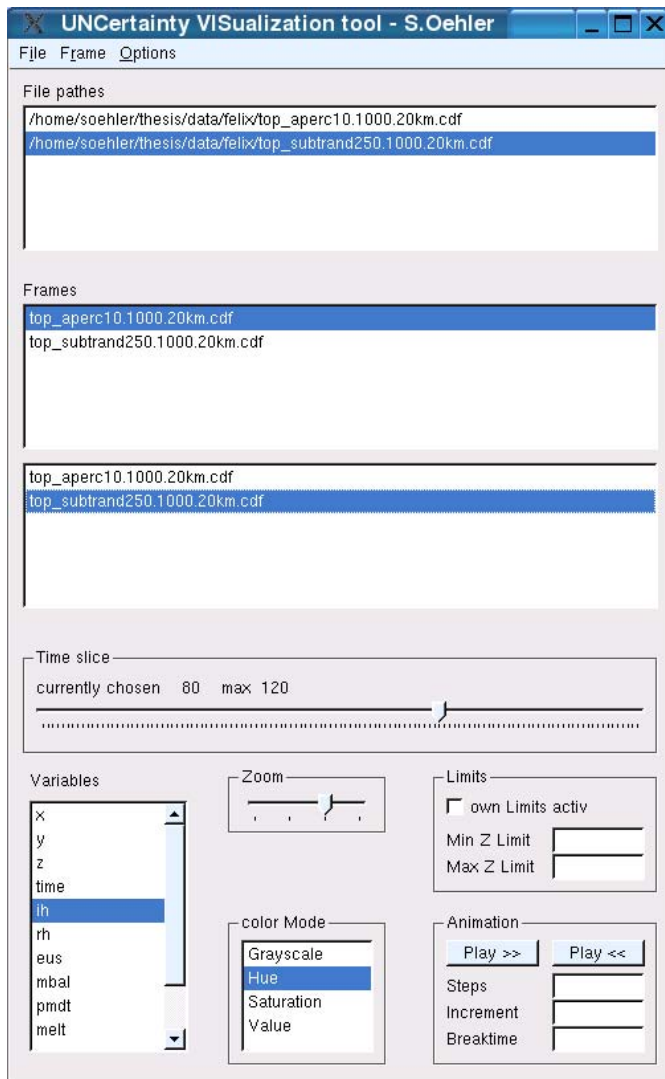 UNCertainty VISualization tool - S.Oehler
File Frame Options
File pathes
/home/soehler/thesis/data/felix/top_aperc10.1000.20km.cdf
/home/soehler/thesis/data/felix/top_subtrand250.1000.20km.cdf
Frames
top_aperc10.1000.20km.cdf
top_subtrand250.1000.20km.cdf
top_aperc10.1000.20km.cdf
top_subtrand250.1000.20km.cdf
Time slice
currently chosen 80 max 120
Variables
x
y
z
time
ih
rh
eus
mbal
pmdt
melt
Zoom
color Mode
Grayscale
Hue
Saturation
Value
Limits
own Limits activ
Min Z Limit
Max Z Limit
Animation
Play >> Play <<
Steps
Increment
Breaktime